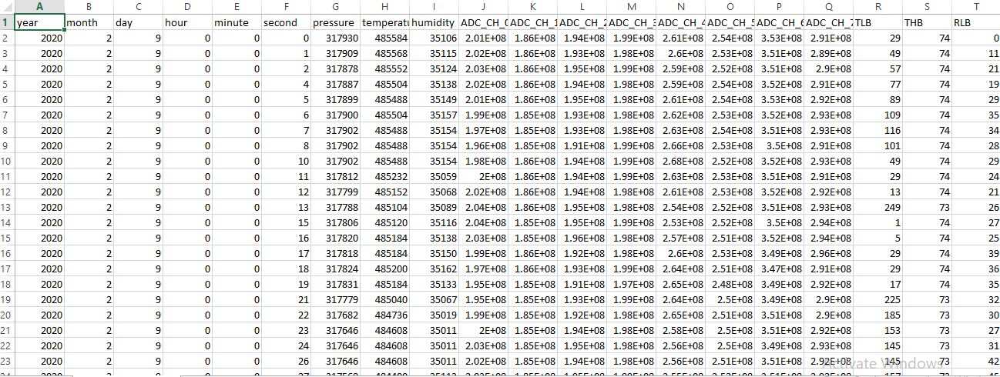 A B C D E F G H I J K L M N O P Q R S T
1 year month day hour minute second pressure temperatu humidity ADC_CH_0 ADC_CH_1 ADC_CH_2 ADC_CH_3 ADC_CH_4 ADC_CH_5 ADC_CH_6 ADC_CH_7 TLB THB RLB
2 2020 2 9 0 0 0 317930 485584 35106 2.01E+08 1.86E+08 1.94E+08 1.99E+08 2.61E+08 2.54E+08 3.53E+08 2.91E+08 29 74 0
3 2020 2 9 0 0 1 317909 485568 35115 2.02E+08 1.86E+08 1.93E+08 1.98E+08 2.6E+08 2.53E+08 3.51E+08 2.89E+08 49 74 11
4 2020 2 9 0 0 2 317878 485552 35124 2.03E+08 1.86E+08 1.95E+08 1.99E+08 2.59E+08 2.52E+08 3.51E+08 2.9E+08 57 74 21
5 2020 2 9 0 0 4 317887 485504 35138 2.02E+08 1.86E+08 1.94E+08 1.98E+08 2.59E+08 2.54E+08 3.52E+08 2.91E+08 77 74 19
6 2020 2 9 0 0 5 317899 485488 35149 2.01E+08 1.86E+08 1.95E+08 1.99E+08 2.61E+08 2.54E+08 3.53E+08 2.92E+08 89 74 29
7 2020 2 9 0 0 6 317900 485504 35157 1.99E+08 1.85E+08 1.93E+08 1.98E+08 2.62E+08 2.53E+08 3.52E+08 2.93E+08 109 74 35
8 2020 2 9 0 0 7 317902 485488 35154 1.97E+08 1.85E+08 1.93E+08 1.98E+08 2.63E+08 2.54E+08 3.51E+08 2.93E+08 116 74 34
9 2020 2 9 0 0 8 317902 485488 35154 1.96E+08 1.85E+08 1.91E+08 1.99E+08 2.66E+08 2.53E+08 3.5E+08 2.91E+08 101 74 28
10 2020 2 9 0 0 10 317902 485488 35154 1.98E+08 1.86E+08 1.94E+08 1.99E+08 2.68E+08 2.52E+08 3.52E+08 2.93E+08 49 74 29
11 2020 2 9 0 0 11 317812 485232 35059 2E+08 1.86E+08 1.94E+08 1.99E+08 2.63E+08 2.53E+08 3.51E+08 2.91E+08 29 74 24
12 2020 2 9 0 0 12 317799 485152 35068 2.02E+08 1.86E+08 1.94E+08 1.98E+08 2.61E+08 2.53E+08 3.52E+08 2.92E+08 13 74 21
13 2020 2 9 0 0 13 317788 485104 35089 2.04E+08 1.86E+08 1.95E+08 1.98E+08 2.54E+08 2.52E+08 3.51E+08 2.93E+08 249 73 26
14 2020 2 9 0 0 15 317806 485120 35116 2.04E+08 1.85E+08 1.95E+08 1.99E+08 2.53E+08 2.52E+08 3.5E+08 2.94E+08 1 74 27
15 2020 2 9 0 0 16 317820 485184 35138 2.03E+08 1.85E+08 1.96E+08 1.98E+08 2.57E+08 2.51E+08 3.52E+08 2.94E+08 5 74 25
16 2020 2 9 0 0 17 317818 485184 35150 1.99E+08 1.86E+08 1.92E+08 1.98E+08 2.6E+08 2.53E+08 3.49E+08 2.96E+08 29 74 39
17 2020 2 9 0 0 18 317824 485200 35162 1.97E+08 1.86E+08 1.93E+08 1.99E+08 2.64E+08 2.51E+08 3.47E+08 2.91E+08 29 74 36
18 2020 2 9 0 0 19 317831 485184 35133 1.95E+08 1.85E+08 1.91E+08 1.97E+08 2.65E+08 2.48E+08 3.49E+08 2.92E+08 17 74 35
19 2020 2 9 0 0 21 317779 485040 35067 1.95E+08 1.85E+08 1.93E+08 1.99E+08 2.64E+08 2.5E+08 3.49E+08 2.9E+08 225 73 32
20 2020 2 9 0 0 22 317682 484736 35019 1.99E+08 1.85E+08 1.92E+08 1.98E+08 2.65E+08 2.51E+08 3.51E+08 2.9E+08 185 73 30
21 2020 2 9 0 0 23 317646 484608 35011 2E+08 1.85E+08 1.94E+08 1.98E+08 2.58E+08 2.5E+08 3.51E+08 2.92E+08 153 73 27
22 2020 2 9 0 0 24 317646 484608 35011 2.03E+08 1.85E+08 1.95E+08 1.98E+08 2.56E+08 2.5E+08 3.49E+08 2.93E+08 145 73 31
23 2020 2 9 0 0 26 317646 484608 35011 2.02E+08 1.85E+08 1.94E+08 1.98E+08 2.56E+08 2.51E+08 3.51E+08 2.92E+08 145 73 42
Activate Windows